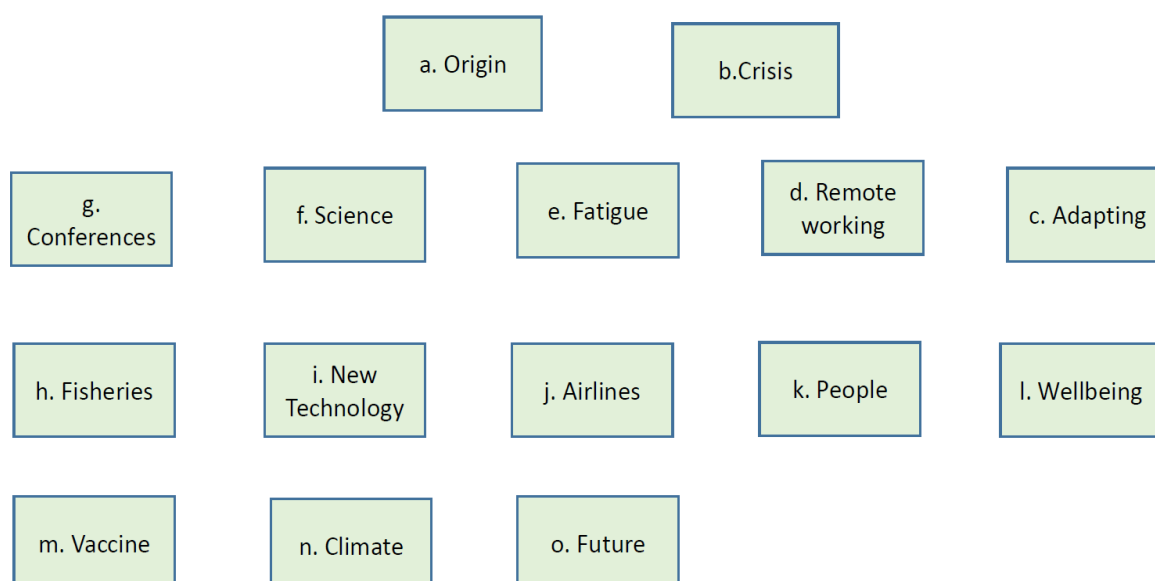 a. Origin
b.Crisis
g.
Conferences
f. Science
e. Fatigue
d. Remote
working
c. Adapting
h. Fisheries
i. New
Technology
j. Airlines
k. People
l. Wellbeing
m. Vaccine
n. Climate
o. Future